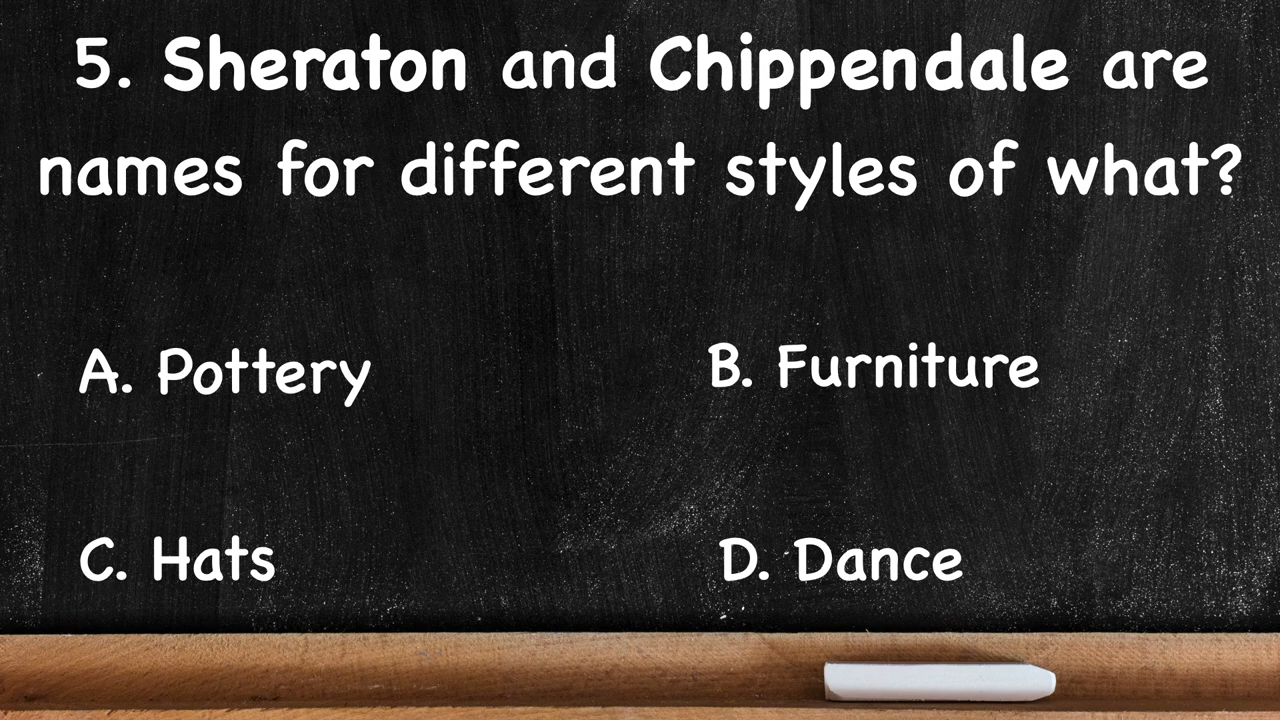 5. Sheraton and Chippendale are
names for different styles of what?
A. Pottery
B. Furniture
C. Hats
D. Dance